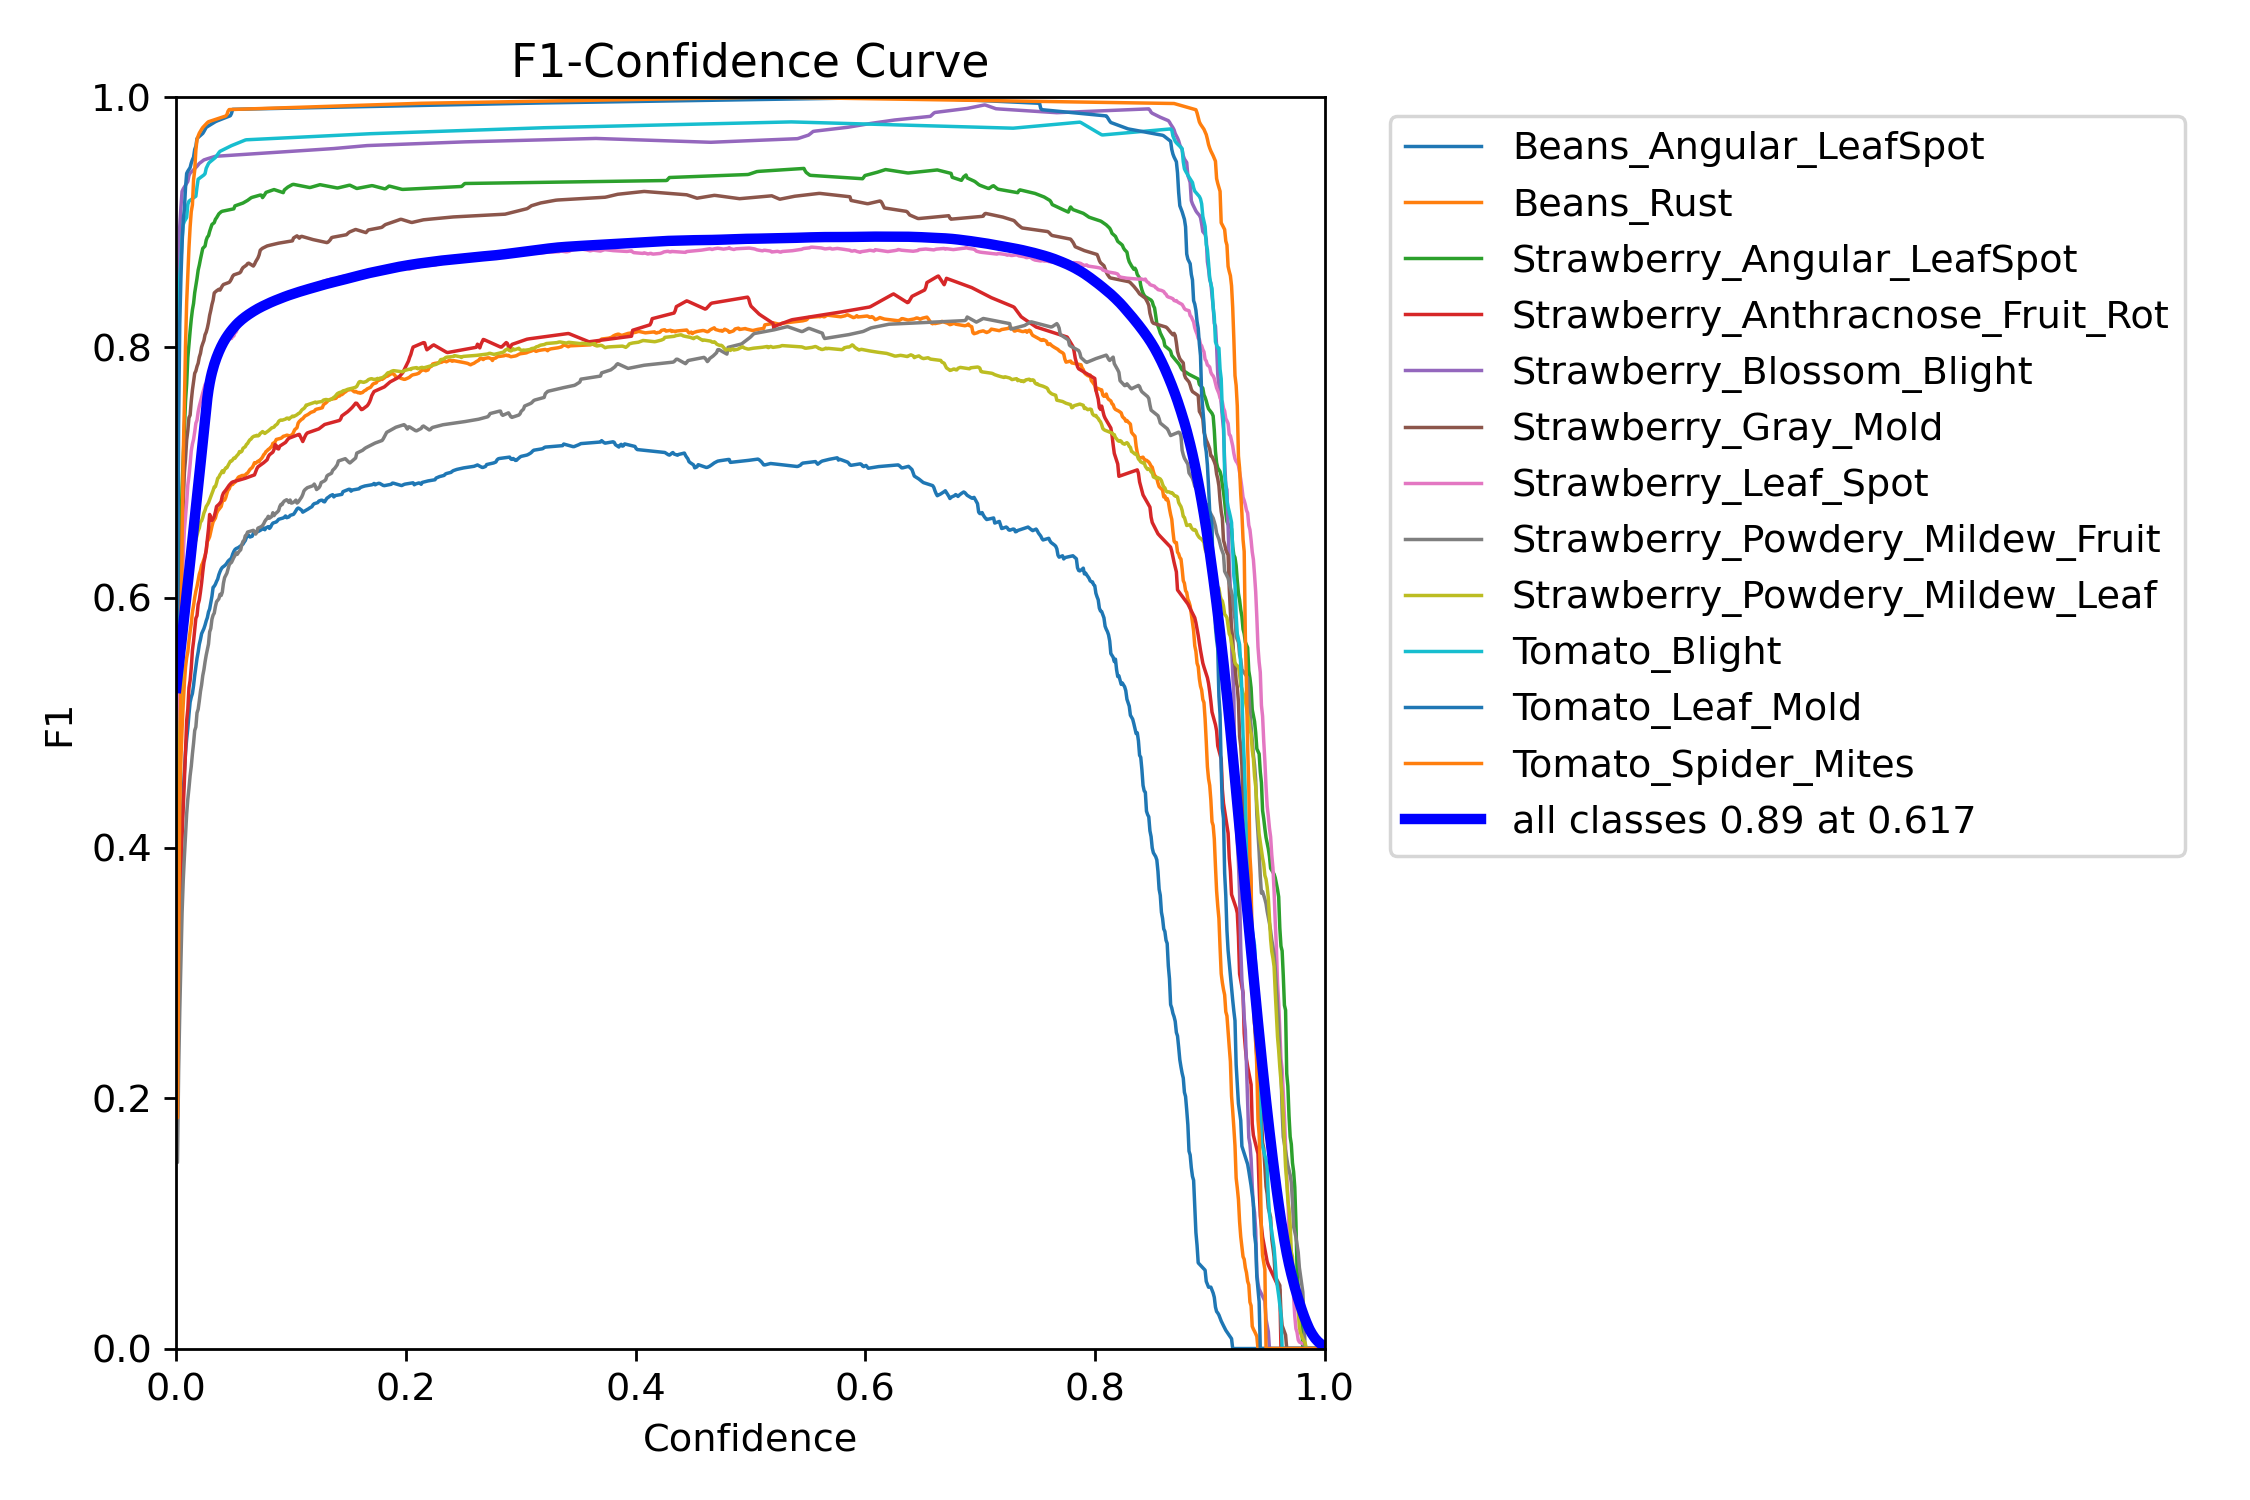 F1-Confidence Curve
1.0
0.8
0.6
0.4
0.2
0.0
F1
0.0 0.2 0.4 0.6 0.8 1.0
Confidence
Beans_Angular_LeafSpot
Beans_Rust
Strawberry_Angular_LeafSpot
Strawberry_Anthracnose_Fruit_Rot
Strawberry_Blossom_Blight
Strawberry_Gray_Mold
Strawberry_Leaf_Spot
Strawberry_Powdery_Mildew_Fruit
Strawberry_Powdery_Mildew_Leaf
Tomato_Blight
Tomato_Leaf_Mold
Tomato_Spider_Mites
all classes 0.89 at 0.617